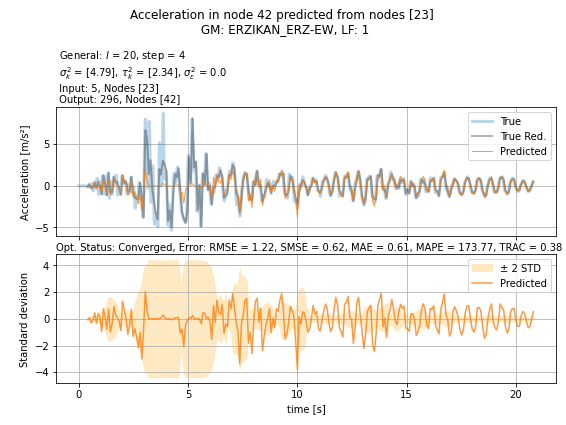 Acceleration in node 42 predicted from nodes [23]
GM: ERZIKAN_ERZ-EW, LF: 1
General: l = 20, step = 4
σ²ₖ = [4.79], τ²ₖ = [2.34], σ²ε = 0.0
Input: 5, Nodes [23]
Output: 296, Nodes [42]
Acceleration [m/s²]
5
0
−5
True
True Red.
Predicted
Opt. Status: Converged, Error: RMSE = 1.22, SMSE = 0.62, MAE = 0.61, MAPE = 173.77, TRAC = 0.38
Standard deviation
4
2
0
−2
−4
± 2 STD
Predicted
0 5 10 15 20
time [s]